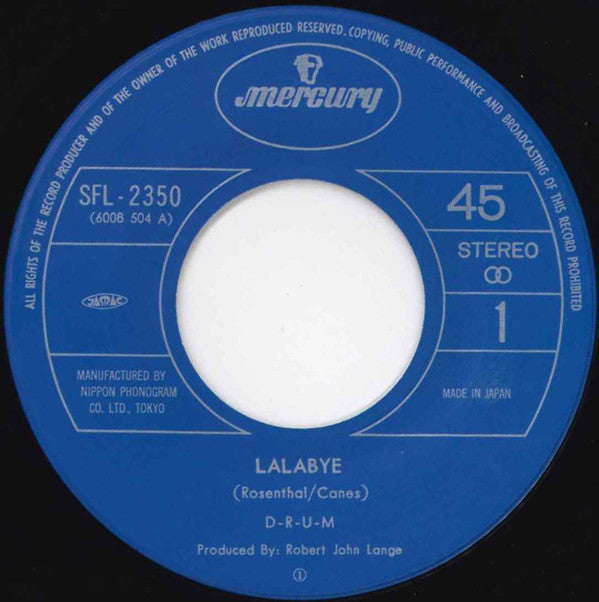 ALL RIGHTS OF THE RECORD PRODUCER AND OF THE OWNER OF THE WORK REPRODUCED RESERVED. COPYING, PUBLIC PERFORMANCE AND BROADCASTING OF THIS RECORD PROHIBITED
mercury
SFL-2350
(6008 504 A)
45
STEREO
1
JASRAC
MANUFACTURED BY
NIPPON PHONOGRAM
CO. LTD., TOKYO
MADE IN JAPAN
LALABYE
(Rosenthal/Canes)
D-R-U-M
Produced By: Robert John Lange
①